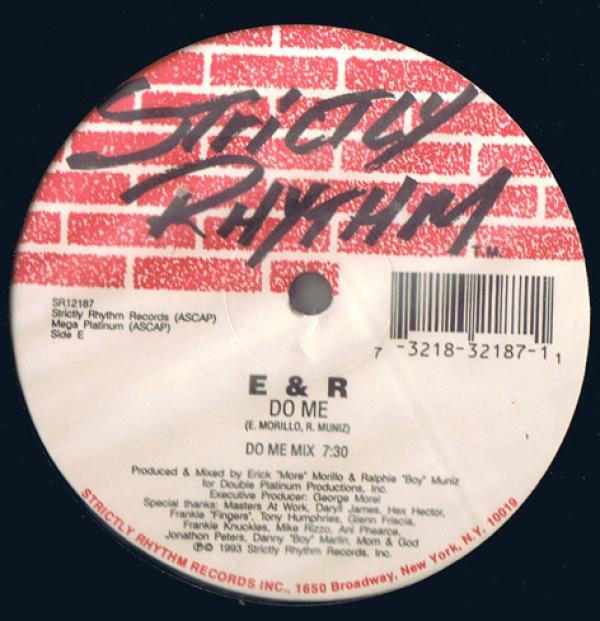 STRICTLY
RHYTHM
T.M.
SR12187
Strictly Rhythm Records (ASCAP)
Mega Platinum (ASCAP)
Side E
7 -3218-32187-1 1
E & R
DO ME
(E. MORILLO, R. MUNIZ)
DO ME MIX 7:30
Produced & Mixed by Erick "More" Morillo & Ralphie "Boy" Muniz
for Double Platinum Productions, Inc.
Executive Producer: George Morel
Special thanks: Masters At Work, Daryll James, Hex Hector,
Frankie "Fingers", Tony Humphries, Glenn Friscia,
Frankie Knuckles, Mike Rizzo, Ani Phearce,
Jonathon Peters, Danny "Boy" Marlin, Mom & God
℗© 1993 Strictly Rhythm Records, Inc.
STRICTLY RHYTHM RECORDS INC., 1650 Broadway, New York, N.Y. 10019